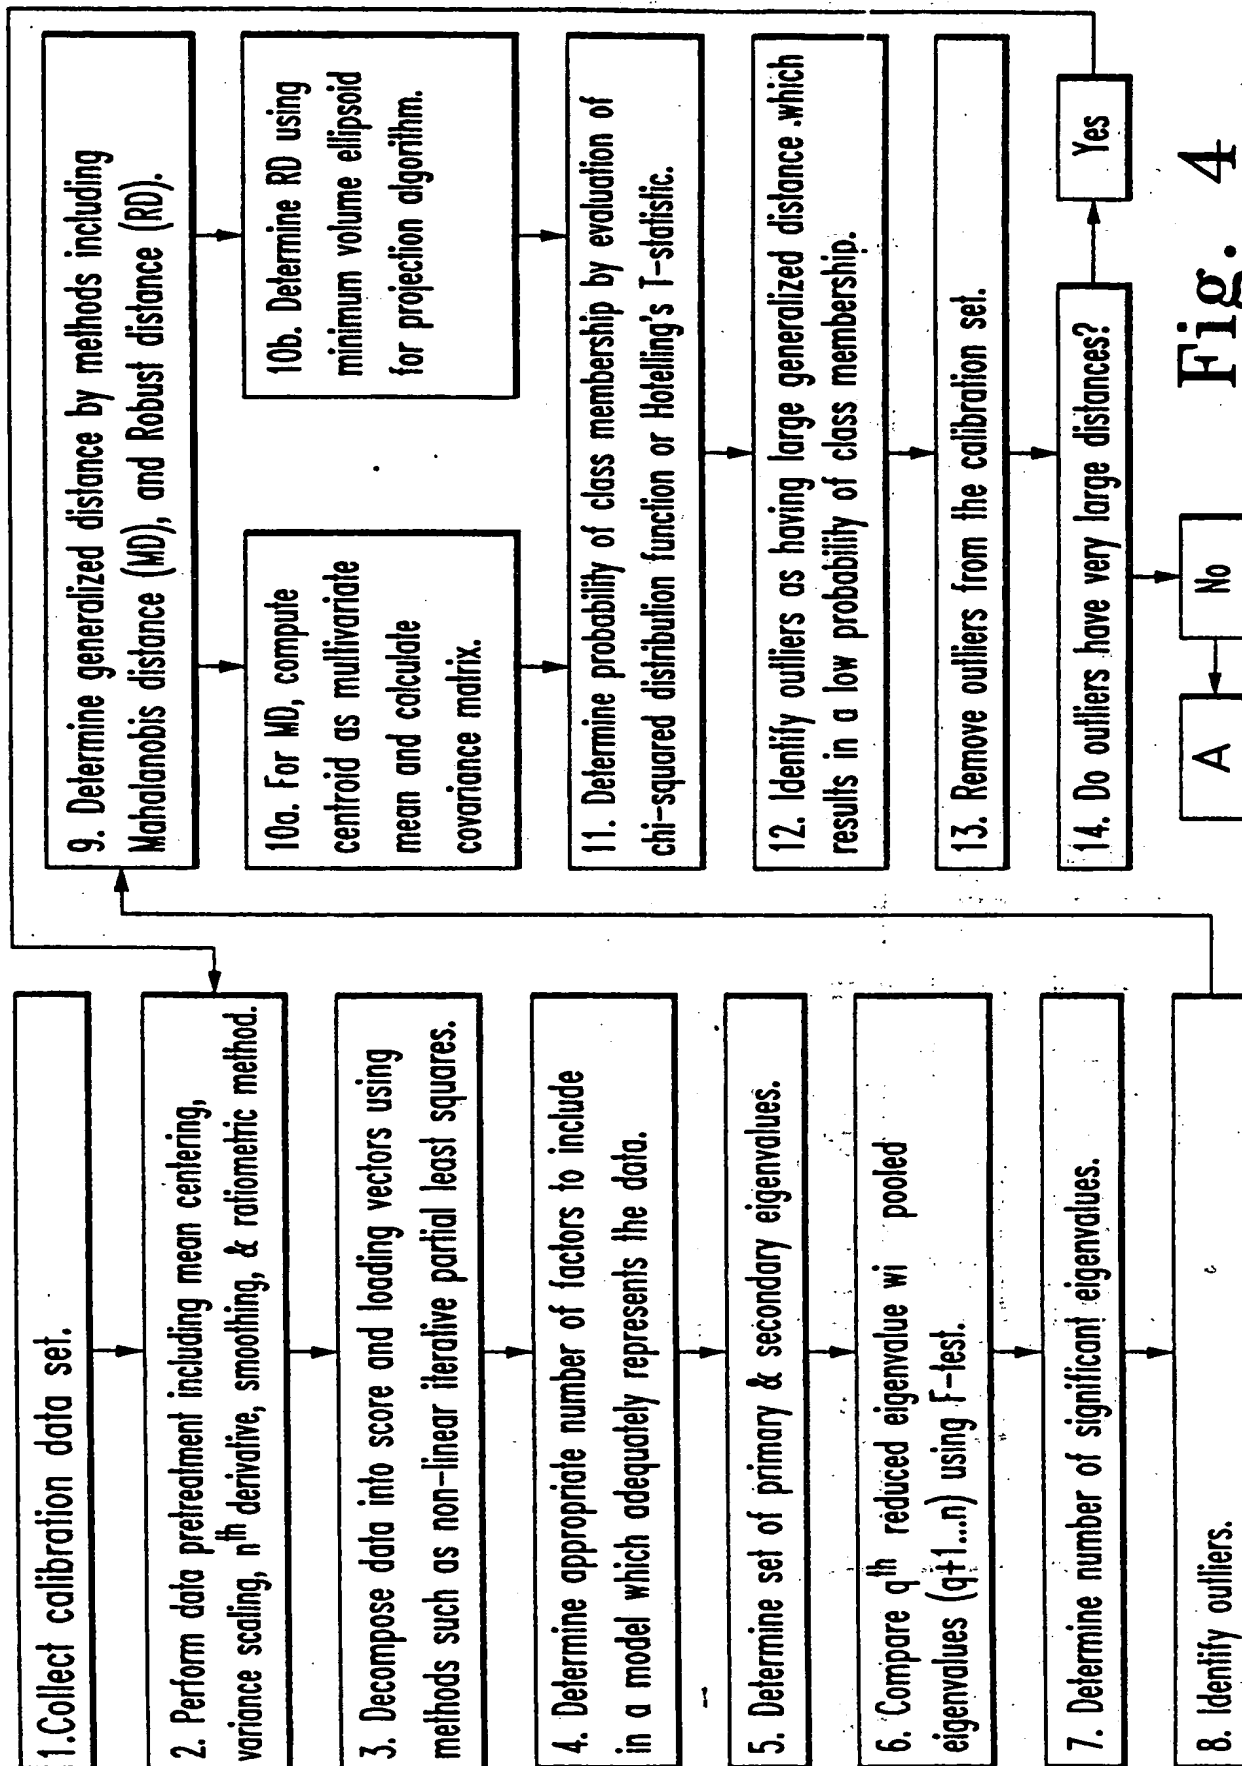 1.Collect calibration data set.
2. Perform data pretreatment including mean centering,
variance scaling, nth derivative, smoothing, & ratiometric method.
3. Decompose data into score and loading vectors using
methods such as non-linear iterative partial least squares.
4. Determine appropriate number of factors to include
in a model which adequately represents the data.
5. Determine set of primary & secondary eigenvalues.
6. Compare qth reduced eigenvalue wi pooled
eigenvalues (q+1...n) using F-test.
7. Determine number of significant eigenvalues.
8. Identify outliers.
9. Determine generalized distance by methods including
Mahalanobis distance (MD), and Robust distance (RD).
10a. For MD, compute
centroid as multivariate
mean and calculate
covariance matrix.
10b. Determine RD using
minimum volume ellipsoid
for projection algorithm.
11. Determine probability of class membership by evaluation of
chi-squared distribution function or Hotelling's T-statistic.
12. Identify outliers as having large generalized distance .which
results in a low probability of class membership.
13. Remove outliers from the calibration set.
14. Do outliers have very large distances?
Yes
No
A
Fig. 4